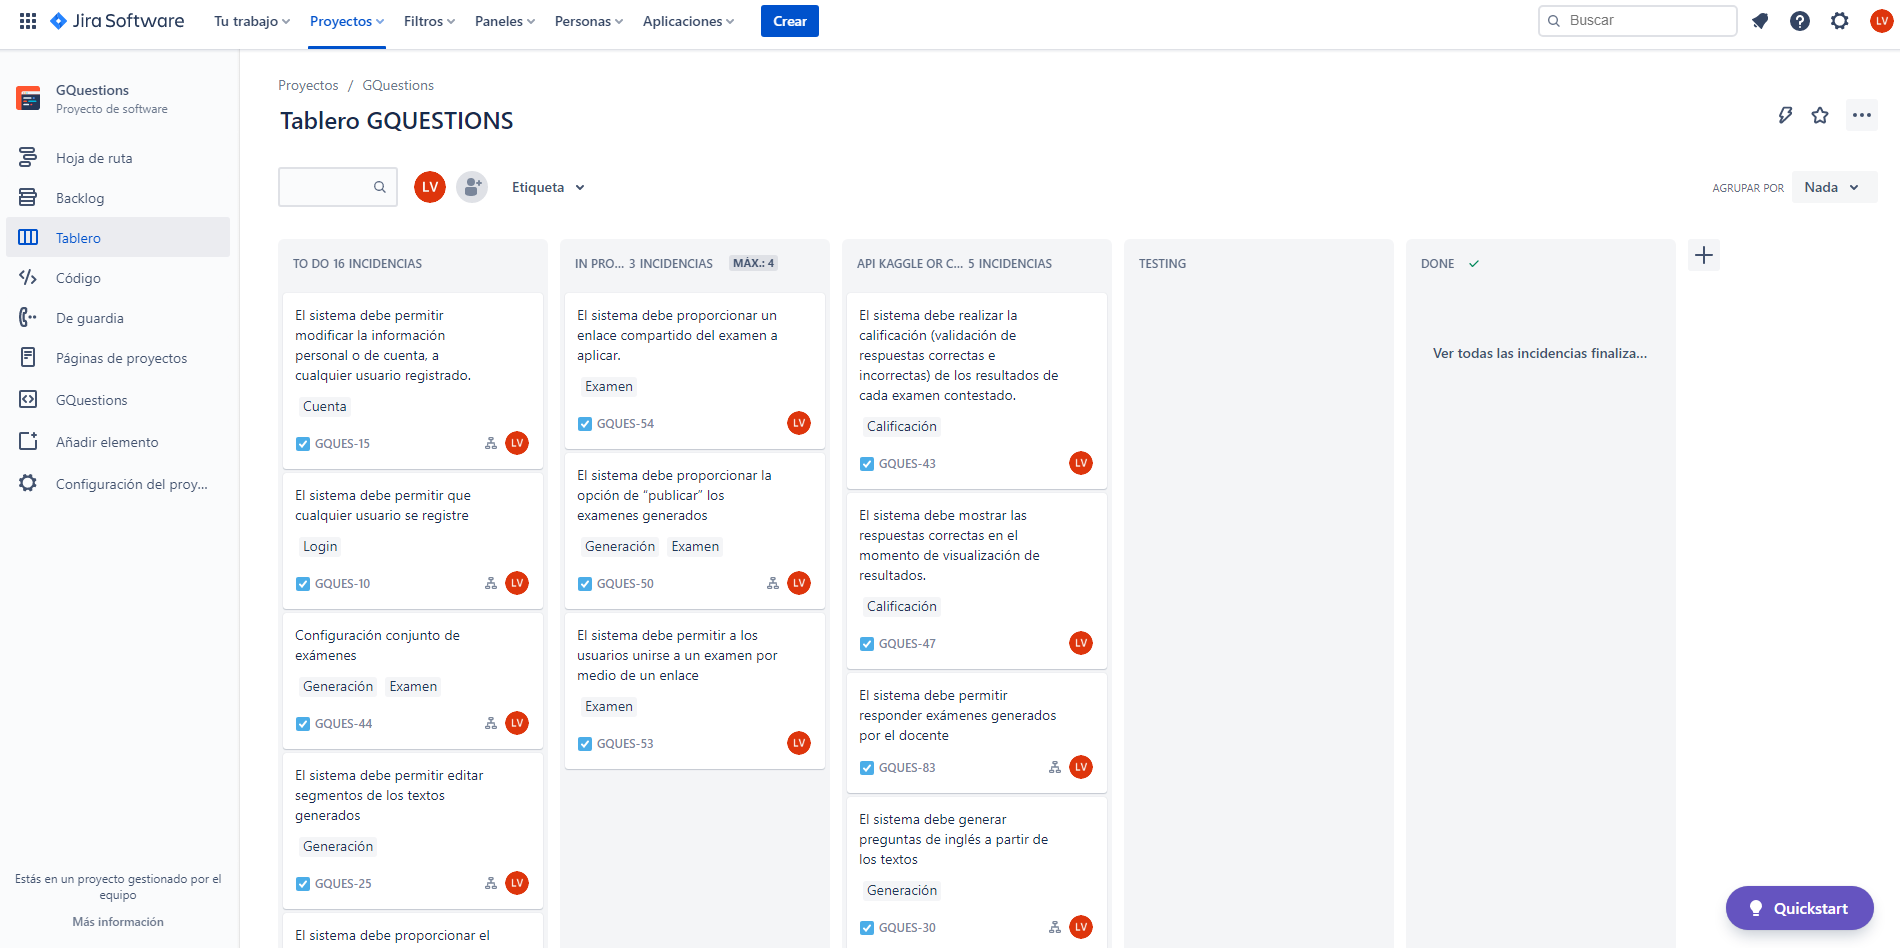 Jira Software
Tu trabajo
Proyectos
Filtros
Paneles
Personas
Aplicaciones
Crear
Buscar
LV
GQuestions
Proyecto de software
Hoja de ruta
Backlog
Tablero
Código
De guardia
Páginas de proyectos
GQuestions
Añadir elemento
Configuración del proy...
Estás en un proyecto gestionado por el
equipo
Más información
Proyectos / GQuestions
Tablero GQUESTIONS
LV
Etiqueta
AGRUPAR POR
Nada
TO DO 16 INCIDENCIAS
El sistema debe permitir
modificar la información
personal o de cuenta, a
cualquier usuario registrado.
Cuenta
GQUES-15
LV
El sistema debe permitir que
cualquier usuario se registre
Login
GQUES-10
LV
Configuración conjunto de
exámenes
Generación Examen
GQUES-44
LV
El sistema debe permitir editar
segmentos de los textos
generados
Generación
GQUES-25
LV
El sistema debe proporcionar el
IN PRO... 3 INCIDENCIAS MÁX.: 4
El sistema debe proporcionar un
enlace compartido del examen a
aplicar.
Examen
GQUES-54
LV
El sistema debe proporcionar la
opción de “publicar” los
examenes generados
Generación Examen
GQUES-50
LV
El sistema debe permitir a los
usuarios unirse a un examen por
medio de un enlace
Examen
GQUES-53
LV
API KAGGLE OR C... 5 INCIDENCIAS
El sistema debe realizar la
calificación (validación de
respuestas correctas e
incorrectas) de los resultados de
cada examen contestado.
Calificación
GQUES-43
LV
El sistema debe mostrar las
respuestas correctas en el
momento de visualización de
resultados.
Calificación
GQUES-47
LV
El sistema debe permitir
responder exámenes generados
por el docente
GQUES-83
LV
El sistema debe generar
preguntas de inglés a partir de
los textos
Generación
GQUES-30
LV
TESTING
DONE
Ver todas las incidencias finaliza...
Quickstart